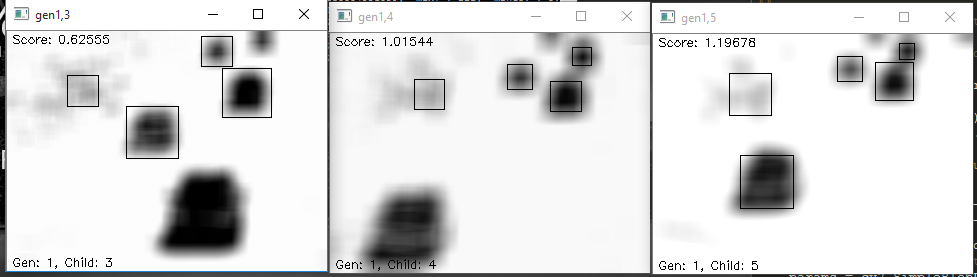 gen1,3
Score: 0.62555
Gen: 1, Child: 3
gen1,4
Score: 1.01544
Gen: 1, Child: 4
gen1,5
Score: 1.19678
Gen: 1, Child: 5